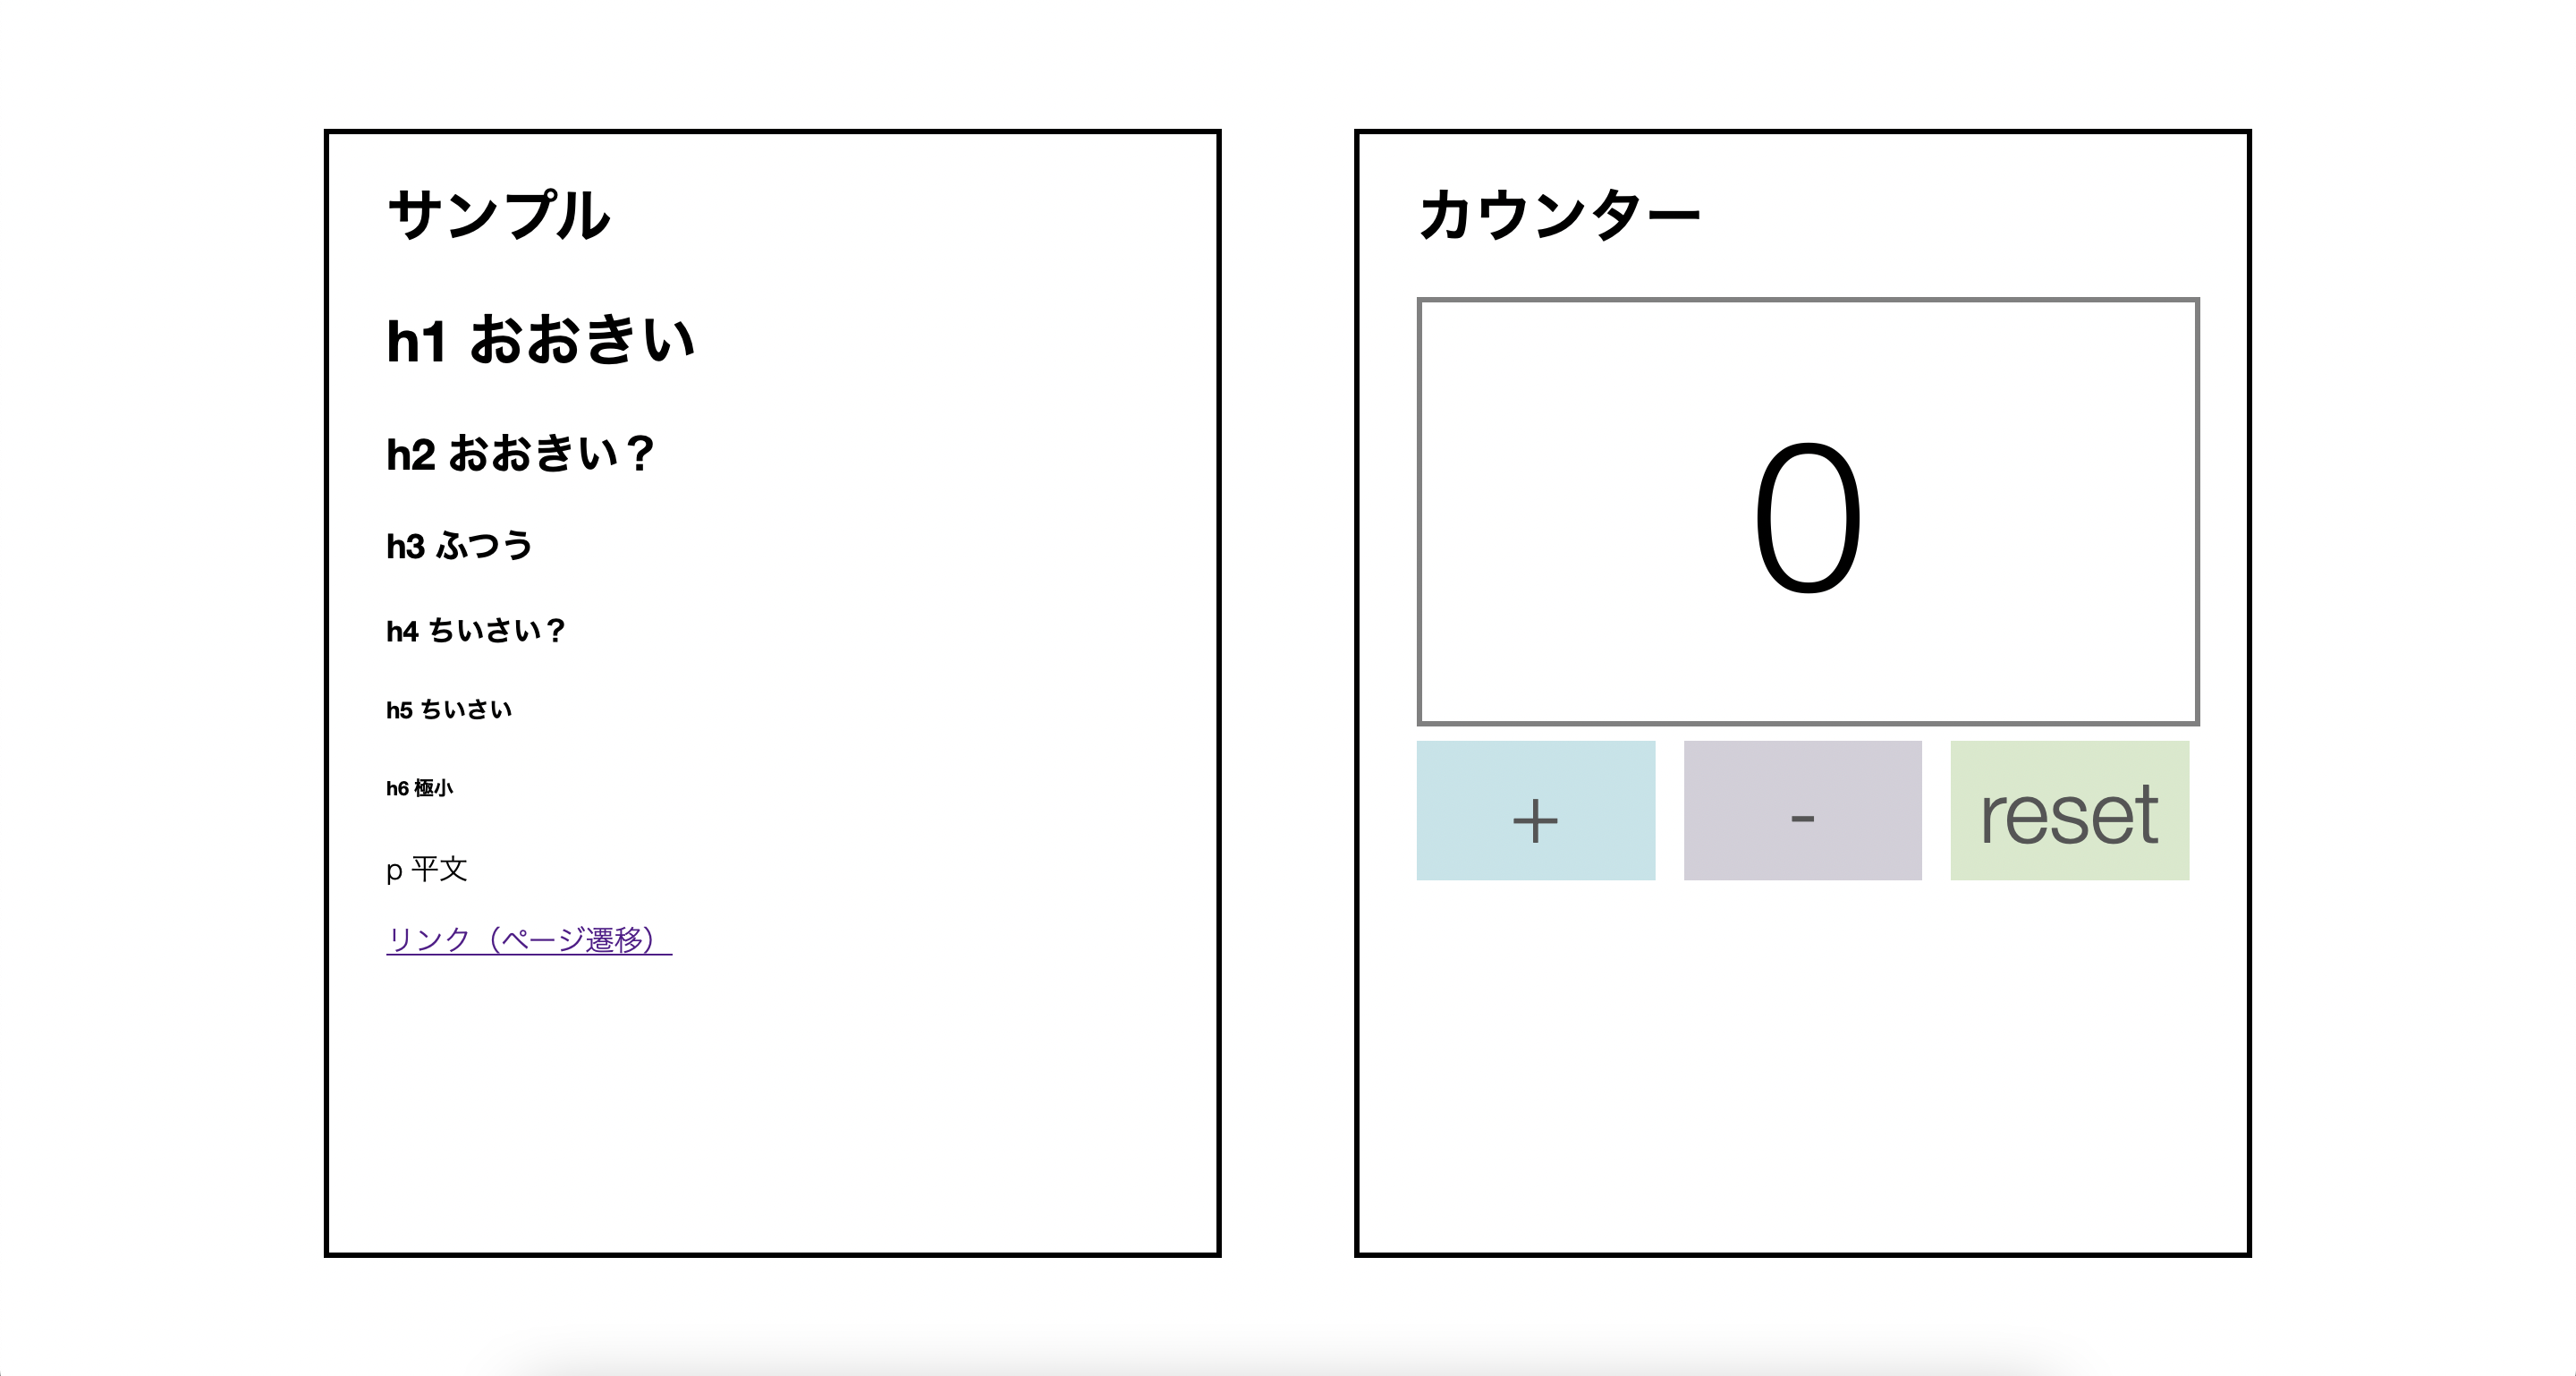 サンプル
h1 おおきい
h2 おおきい？
h3 ふつう
h4 ちいさい？
h5 ちいさい
h6 極小
p 平文
リンク（ページ遷移）
カウンター
0
+
-
reset